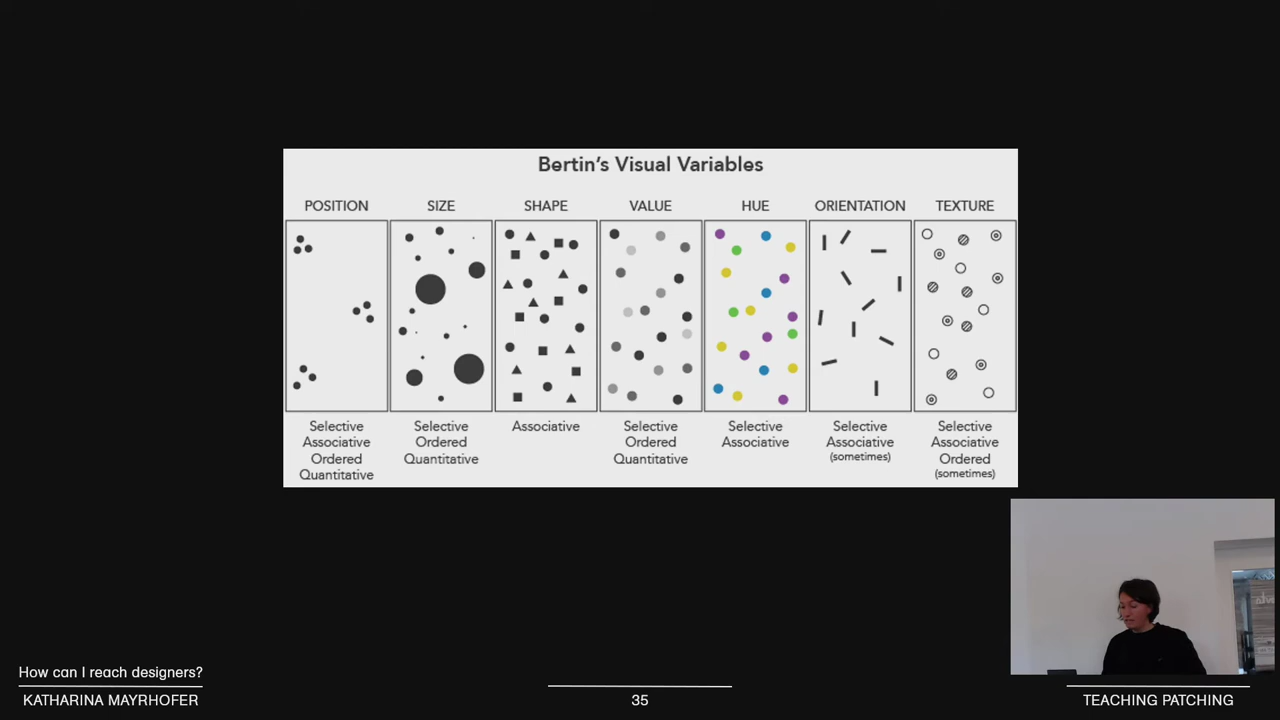 Bertin's Visual Variables
POSITION
SIZE
SHAPE
VALUE
HUE
ORIENTATION
TEXTURE
Selective
Associative
Ordered
Quantitative
Selective
Ordered
Quantitative
Associative
Selective
Ordered
Quantitative
Selective
Associative
Selective
Associative
(sometimes)
Selective
Associative
Ordered
(sometimes)
How can I reach designers?
KATHARINA MAYRHOFER
35
TEACHING PATCHING